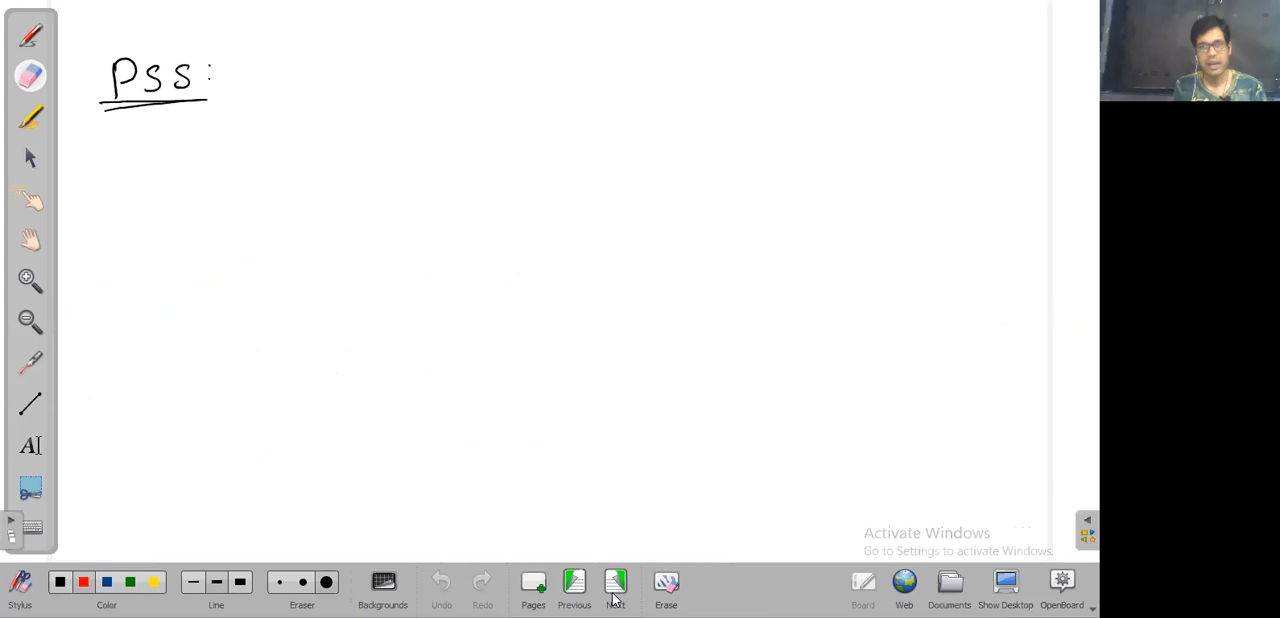 Pss:
Activate Windows
Go to Settings to activate Windows.
Stylus
Color
Line
Eraser
Backgrounds
Undo
Redo
Pages
Previous
Next
Erase
Board
Web
Documents
Show Desktop
OpenBoard